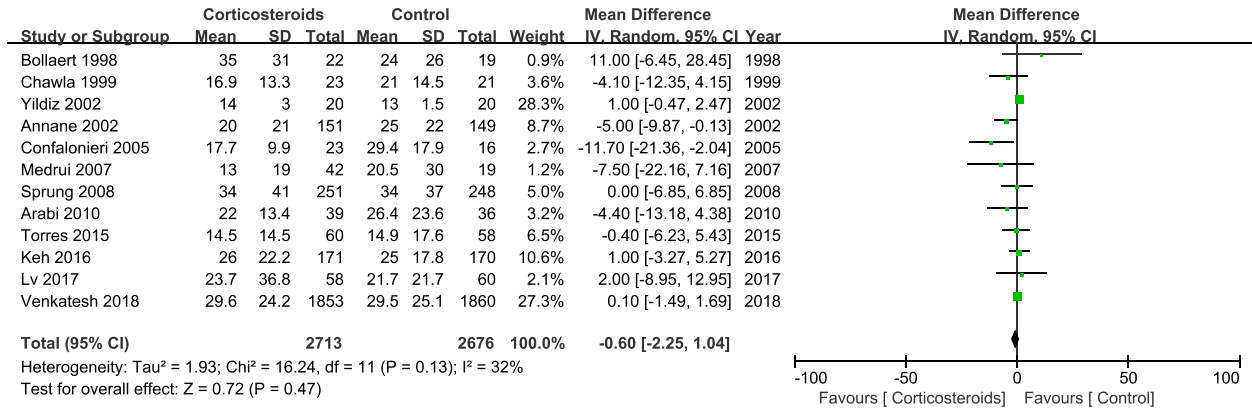 Corticosteroids Control Mean Difference Mean Difference
Study or Subgroup Mean SD Total Mean SD Total Weight IV, Random, 95% CI Year IV, Random, 95% CI
Bollaert 1998 35 31 22 24 26 19 0.9% 11.00 [-6.45, 28.45] 1998
Chawla 1999 16.9 13.3 23 21 14.5 21 3.6% -4.10 [-12.35, 4.15] 1999
Yildiz 2002 14 3 20 13 1.5 20 28.3% 1.00 [-0.47, 2.47] 2002
Annane 2002 20 21 151 25 22 149 8.7% -5.00 [-9.87, -0.13] 2002
Confalonieri 2005 17.7 9.9 23 29.4 17.9 16 2.7% -11.70 [-21.36, -2.04] 2005
Medrui 2007 13 19 42 20.5 30 19 1.2% -7.50 [-22.16, 7.16] 2007
Sprung 2008 34 41 251 34 37 248 5.0% 0.00 [-6.85, 6.85] 2008
Arabi 2010 22 13.4 39 26.4 23.6 36 3.2% -4.40 [-13.18, 4.38] 2010
Torres 2015 14.5 14.5 60 14.9 17.6 58 6.5% -0.40 [-6.23, 5.43] 2015
Keh 2016 26 22.2 171 25 17.8 170 10.6% 1.00 [-3.27, 5.27] 2016
Lv 2017 23.7 36.8 58 21.7 21.7 60 2.1% 2.00 [-8.95, 12.95] 2017
Venkatesh 2018 29.6 24.2 1853 29.5 25.1 1860 27.3% 0.10 [-1.49, 1.69] 2018
Total (95% CI) 2713 2676 100.0% -0.60 [-2.25, 1.04]
Heterogeneity: Tau² = 1.93; Chi² = 16.24, df = 11 (P = 0.13); I² = 32%
Test for overall effect: Z = 0.72 (P = 0.47)
-100 -50 0 50 100
Favours [ Corticosteroids] Favours [ Control]